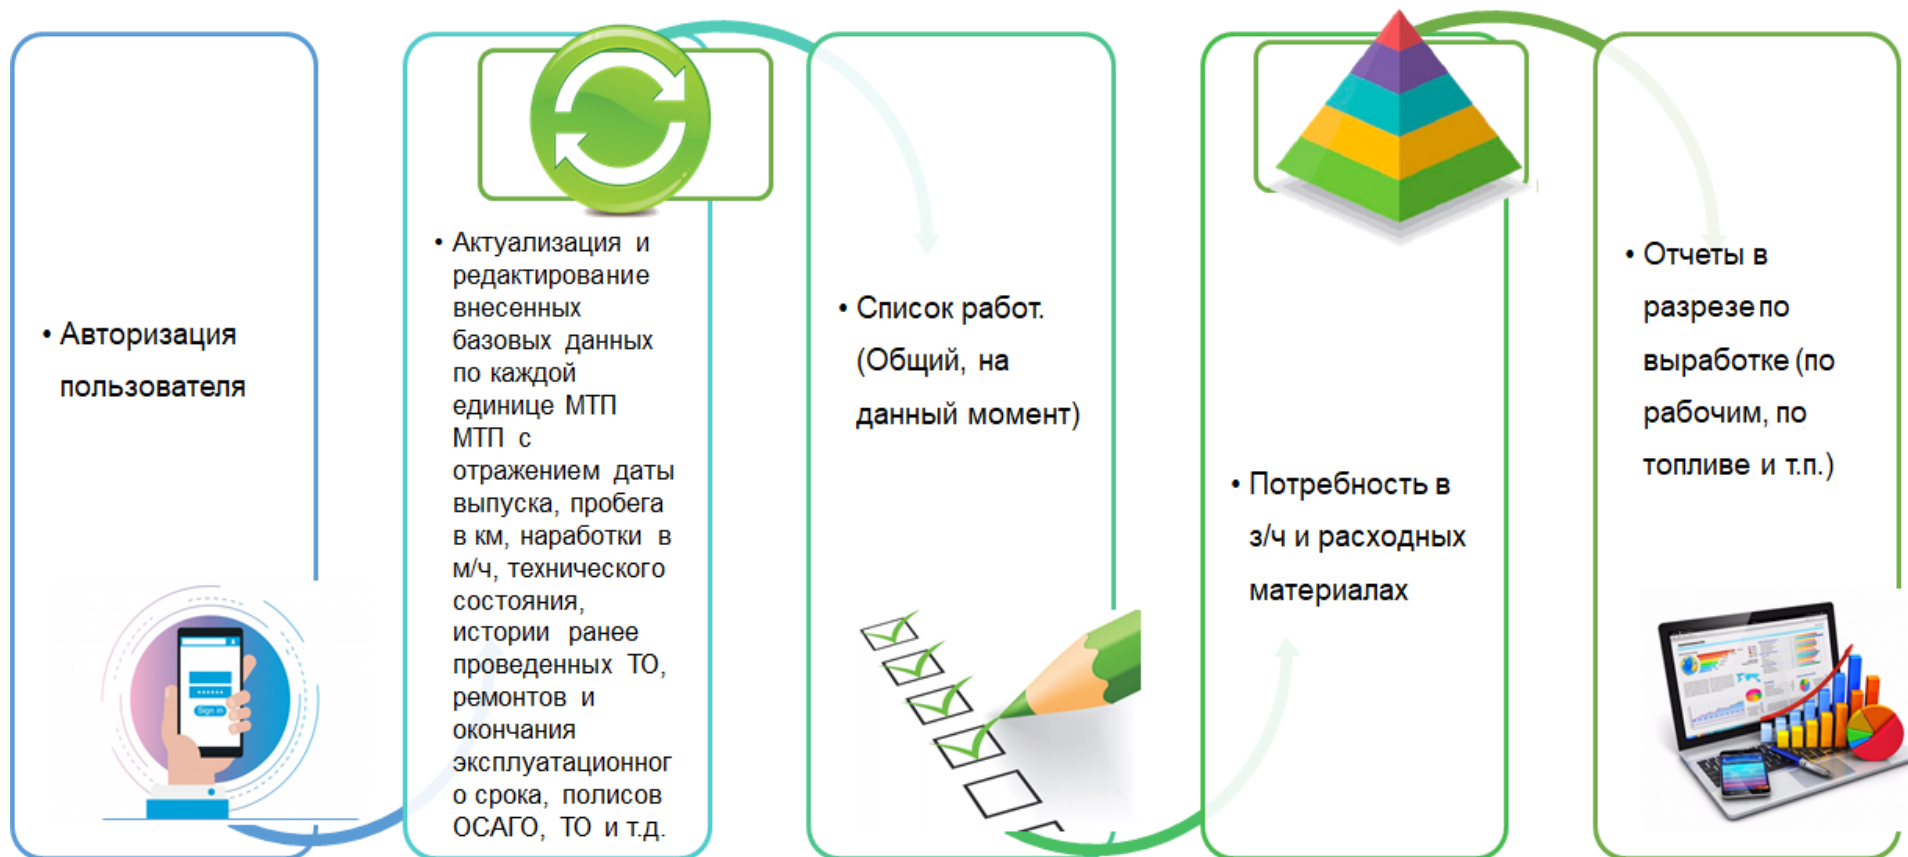 • Авторизация
пользователя
Sign in
• Актуализация и
редактирование
внесенных
базовых данных
по каждой
единице МТП
МТП с
отражением даты
выпуска, пробега
в км, наработки в
м/ч, технического
состояния,
истории ранее
проведенных ТО,
ремонтов и
окончания
эксплуатационног
о срока, полисов
ОСАГО, ТО и т.д.
• Список работ.
(Общий, на
данный момент)
• Потребность в
з/ч и расходных
материалах
• Отчеты в
разрезе по
выработке (по
рабочим, по
топливе и т.п.)